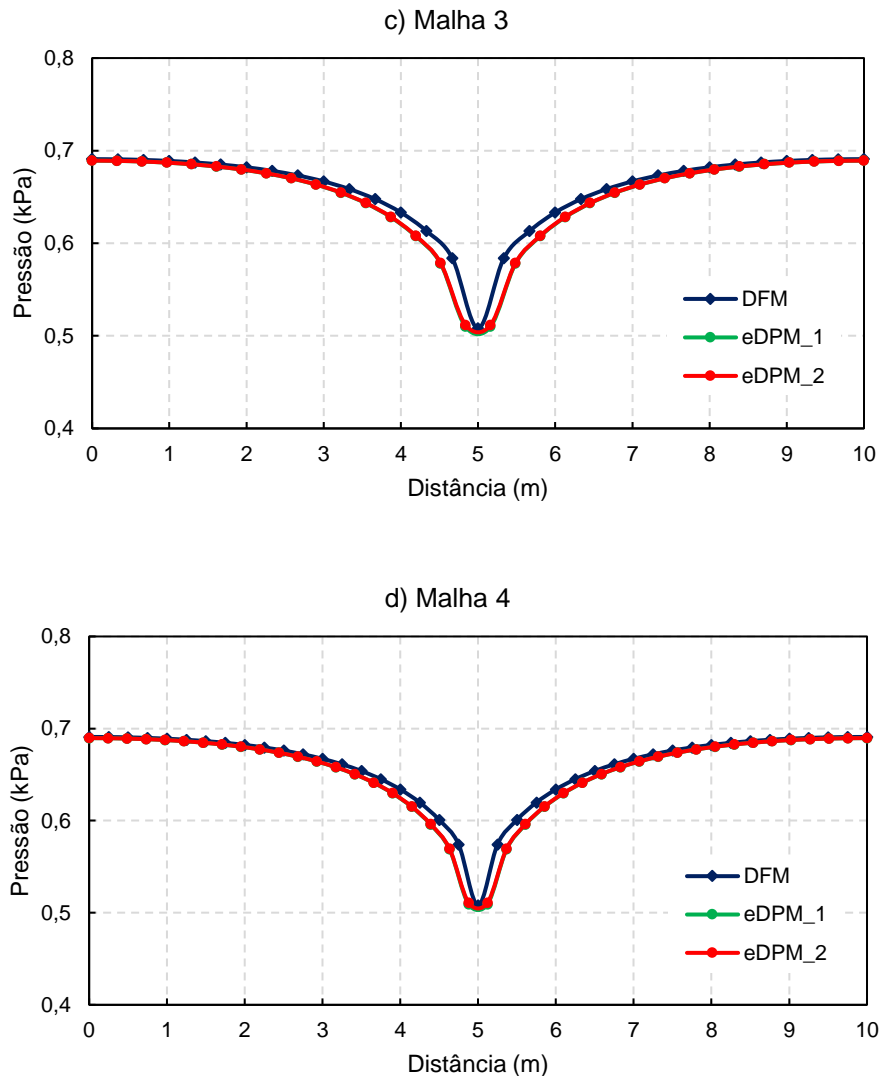 c) Malha 3
0,8
0,7
0,6
0,5
0,4
Pressão (kPa)
DFM
eDPM_1
eDPM_2
0 1 2 3 4 5 6 7 8 9 10
Distância (m)
d) Malha 4
0,8
0,7
0,6
0,5
0,4
Pressão (kPa)
DFM
eDPM_1
eDPM_2
0 1 2 3 4 5 6 7 8 9 10
Distância (m)